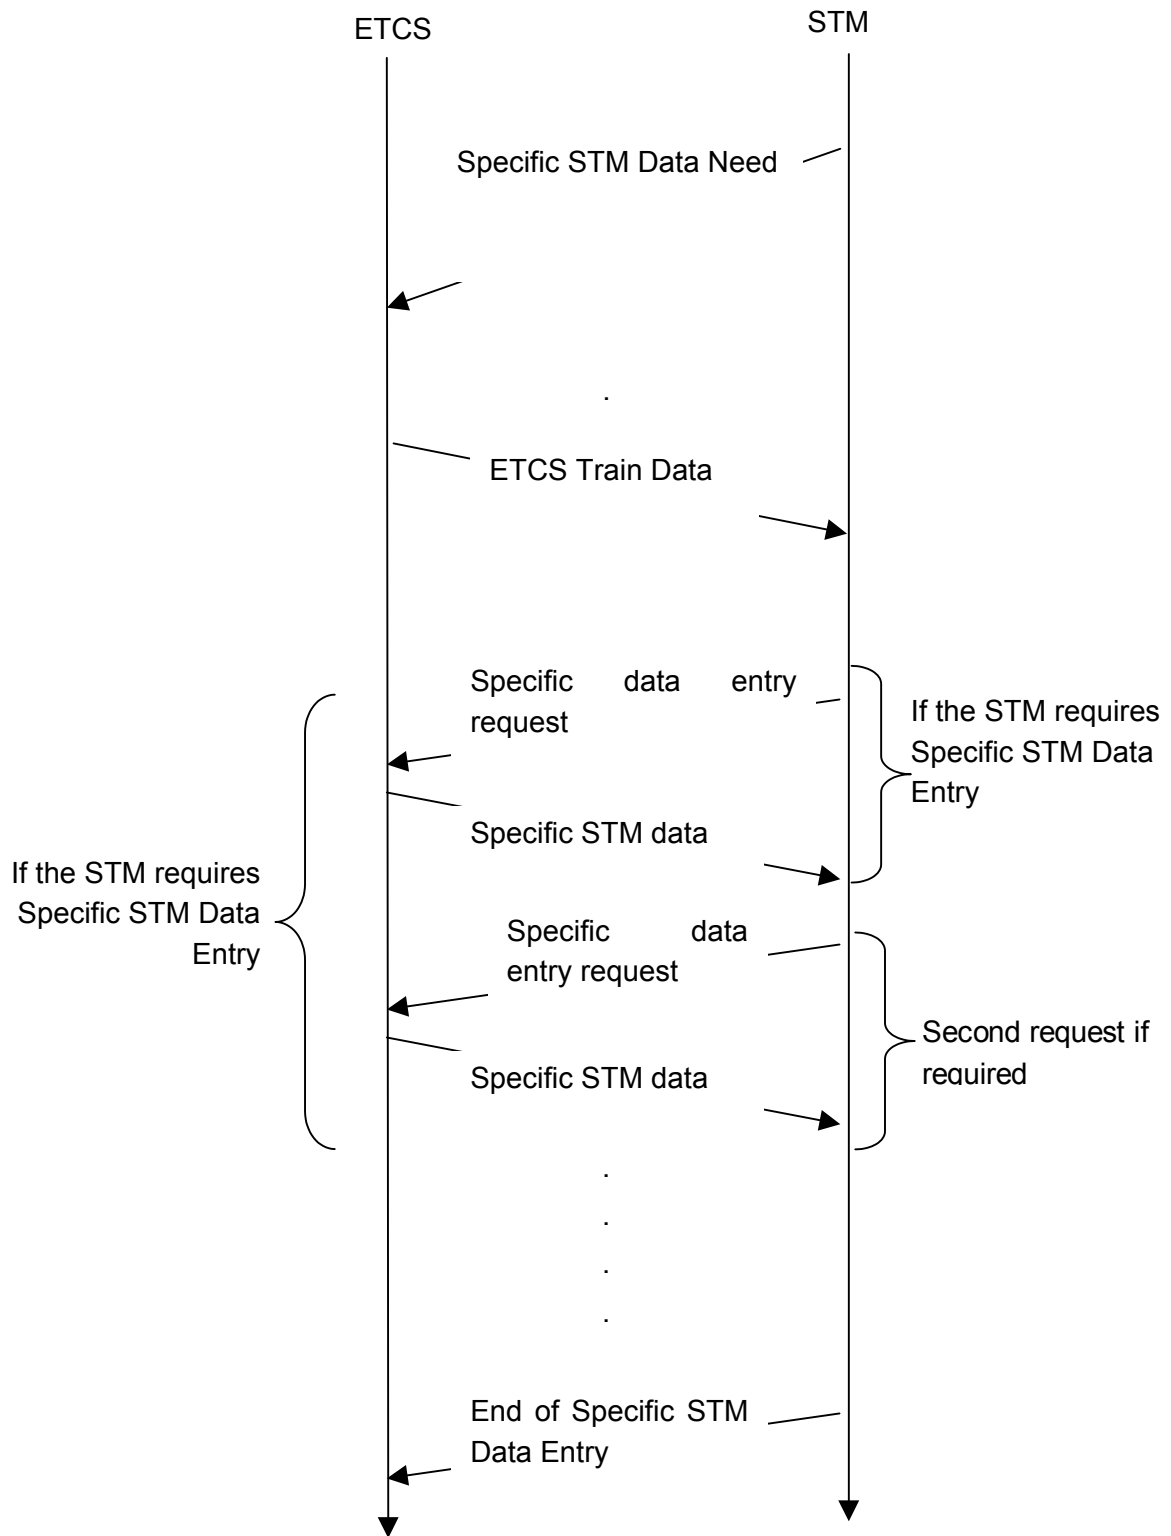 ETCS
STM
Specific STM Data Need
.
ETCS Train Data
Specific data entry
request
If the STM requires
Specific STM Data
Entry
Specific STM data
If the STM requires
Specific STM Data
Entry
Specific data
entry request
Second request if
required
Specific STM data
.
.
.
.
End of Specific STM
Data Entry